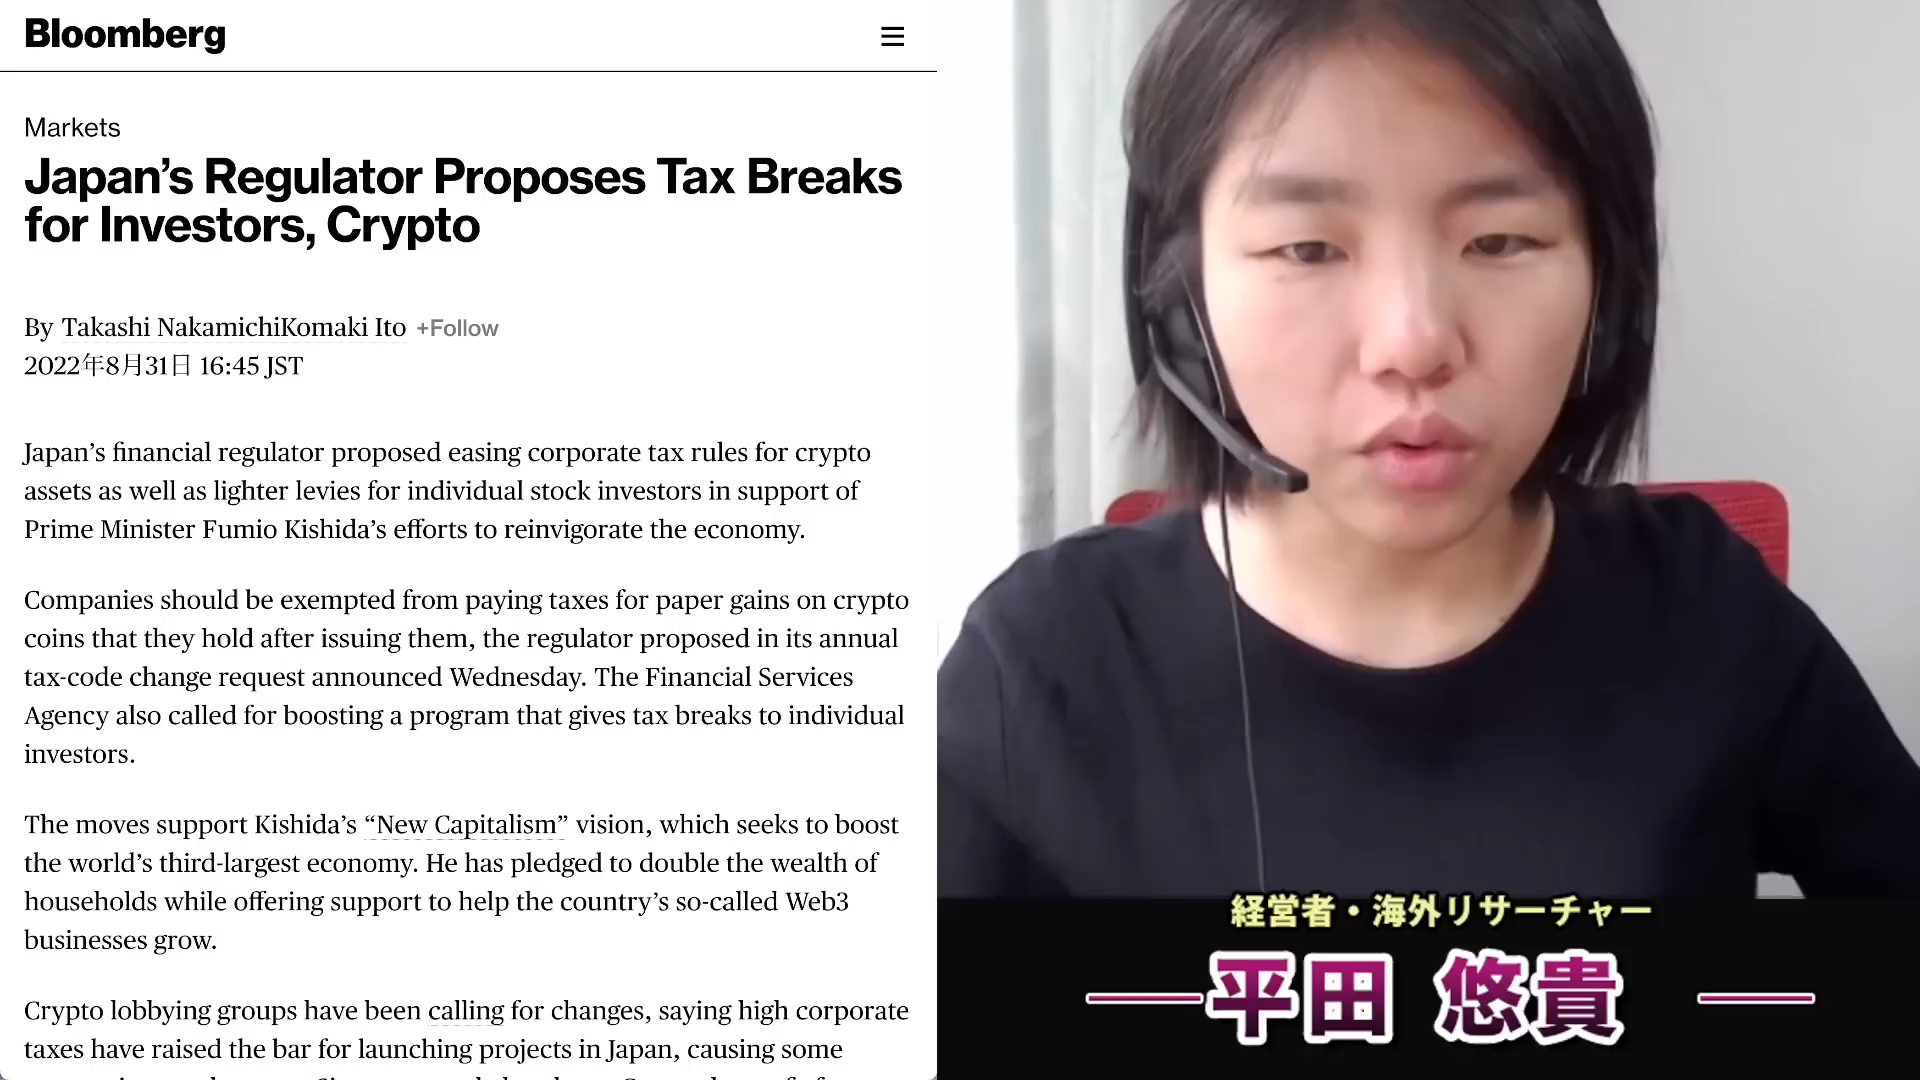 Bloomberg
Markets
Japan’s Regulator Proposes Tax Breaks
for Investors, Crypto
By Takashi NakamichiKomaki Ito +Follow
2022年8月31日 16:45 JST
Japan’s financial regulator proposed easing corporate tax rules for crypto
assets as well as lighter levies for individual stock investors in support of
Prime Minister Fumio Kishida’s efforts to reinvigorate the economy.
Companies should be exempted from paying taxes for paper gains on crypto
coins that they hold after issuing them, the regulator proposed in its annual
tax-code change request announced Wednesday. The Financial Services
Agency also called for boosting a program that gives tax breaks to individual
investors.
The moves support Kishida’s “New Capitalism” vision, which seeks to boost
the world’s third-largest economy. He has pledged to double the wealth of
households while offering support to help the country’s so-called Web3
businesses grow.
Crypto lobbying groups have been calling for changes, saying high corporate
taxes have raised the bar for launching projects in Japan, causing some
経営者・海外リサーチャー
平田 悠貴